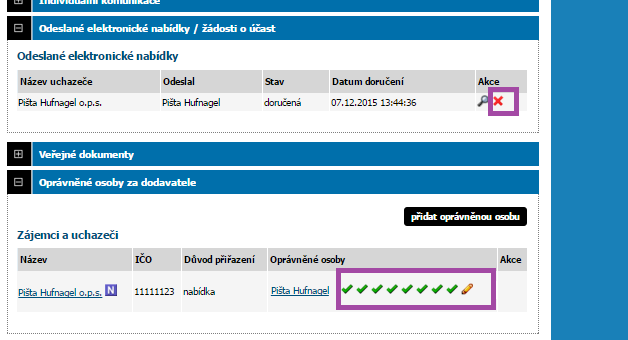 Individuální komunikace
Odeslané elektronické nabídky / žádosti o účast
Odeslané elektronické nabídky
Název uchazeče Odeslal Stav Datum doručení Akce
Pišta Hufnagel o.p.s. Pišta Hufnagel doručená 07.12.2015 13:44:36
Veřejné dokumenty
Oprávněné osoby za dodavatele
přidat oprávněnou osobu
Zájemci a uchazeči
Název IČO Důvod přiřazení Oprávněné osoby Akce
Pišta Hufnagel o.p.s. N 11111123 nabídka Pišta Hufnagel